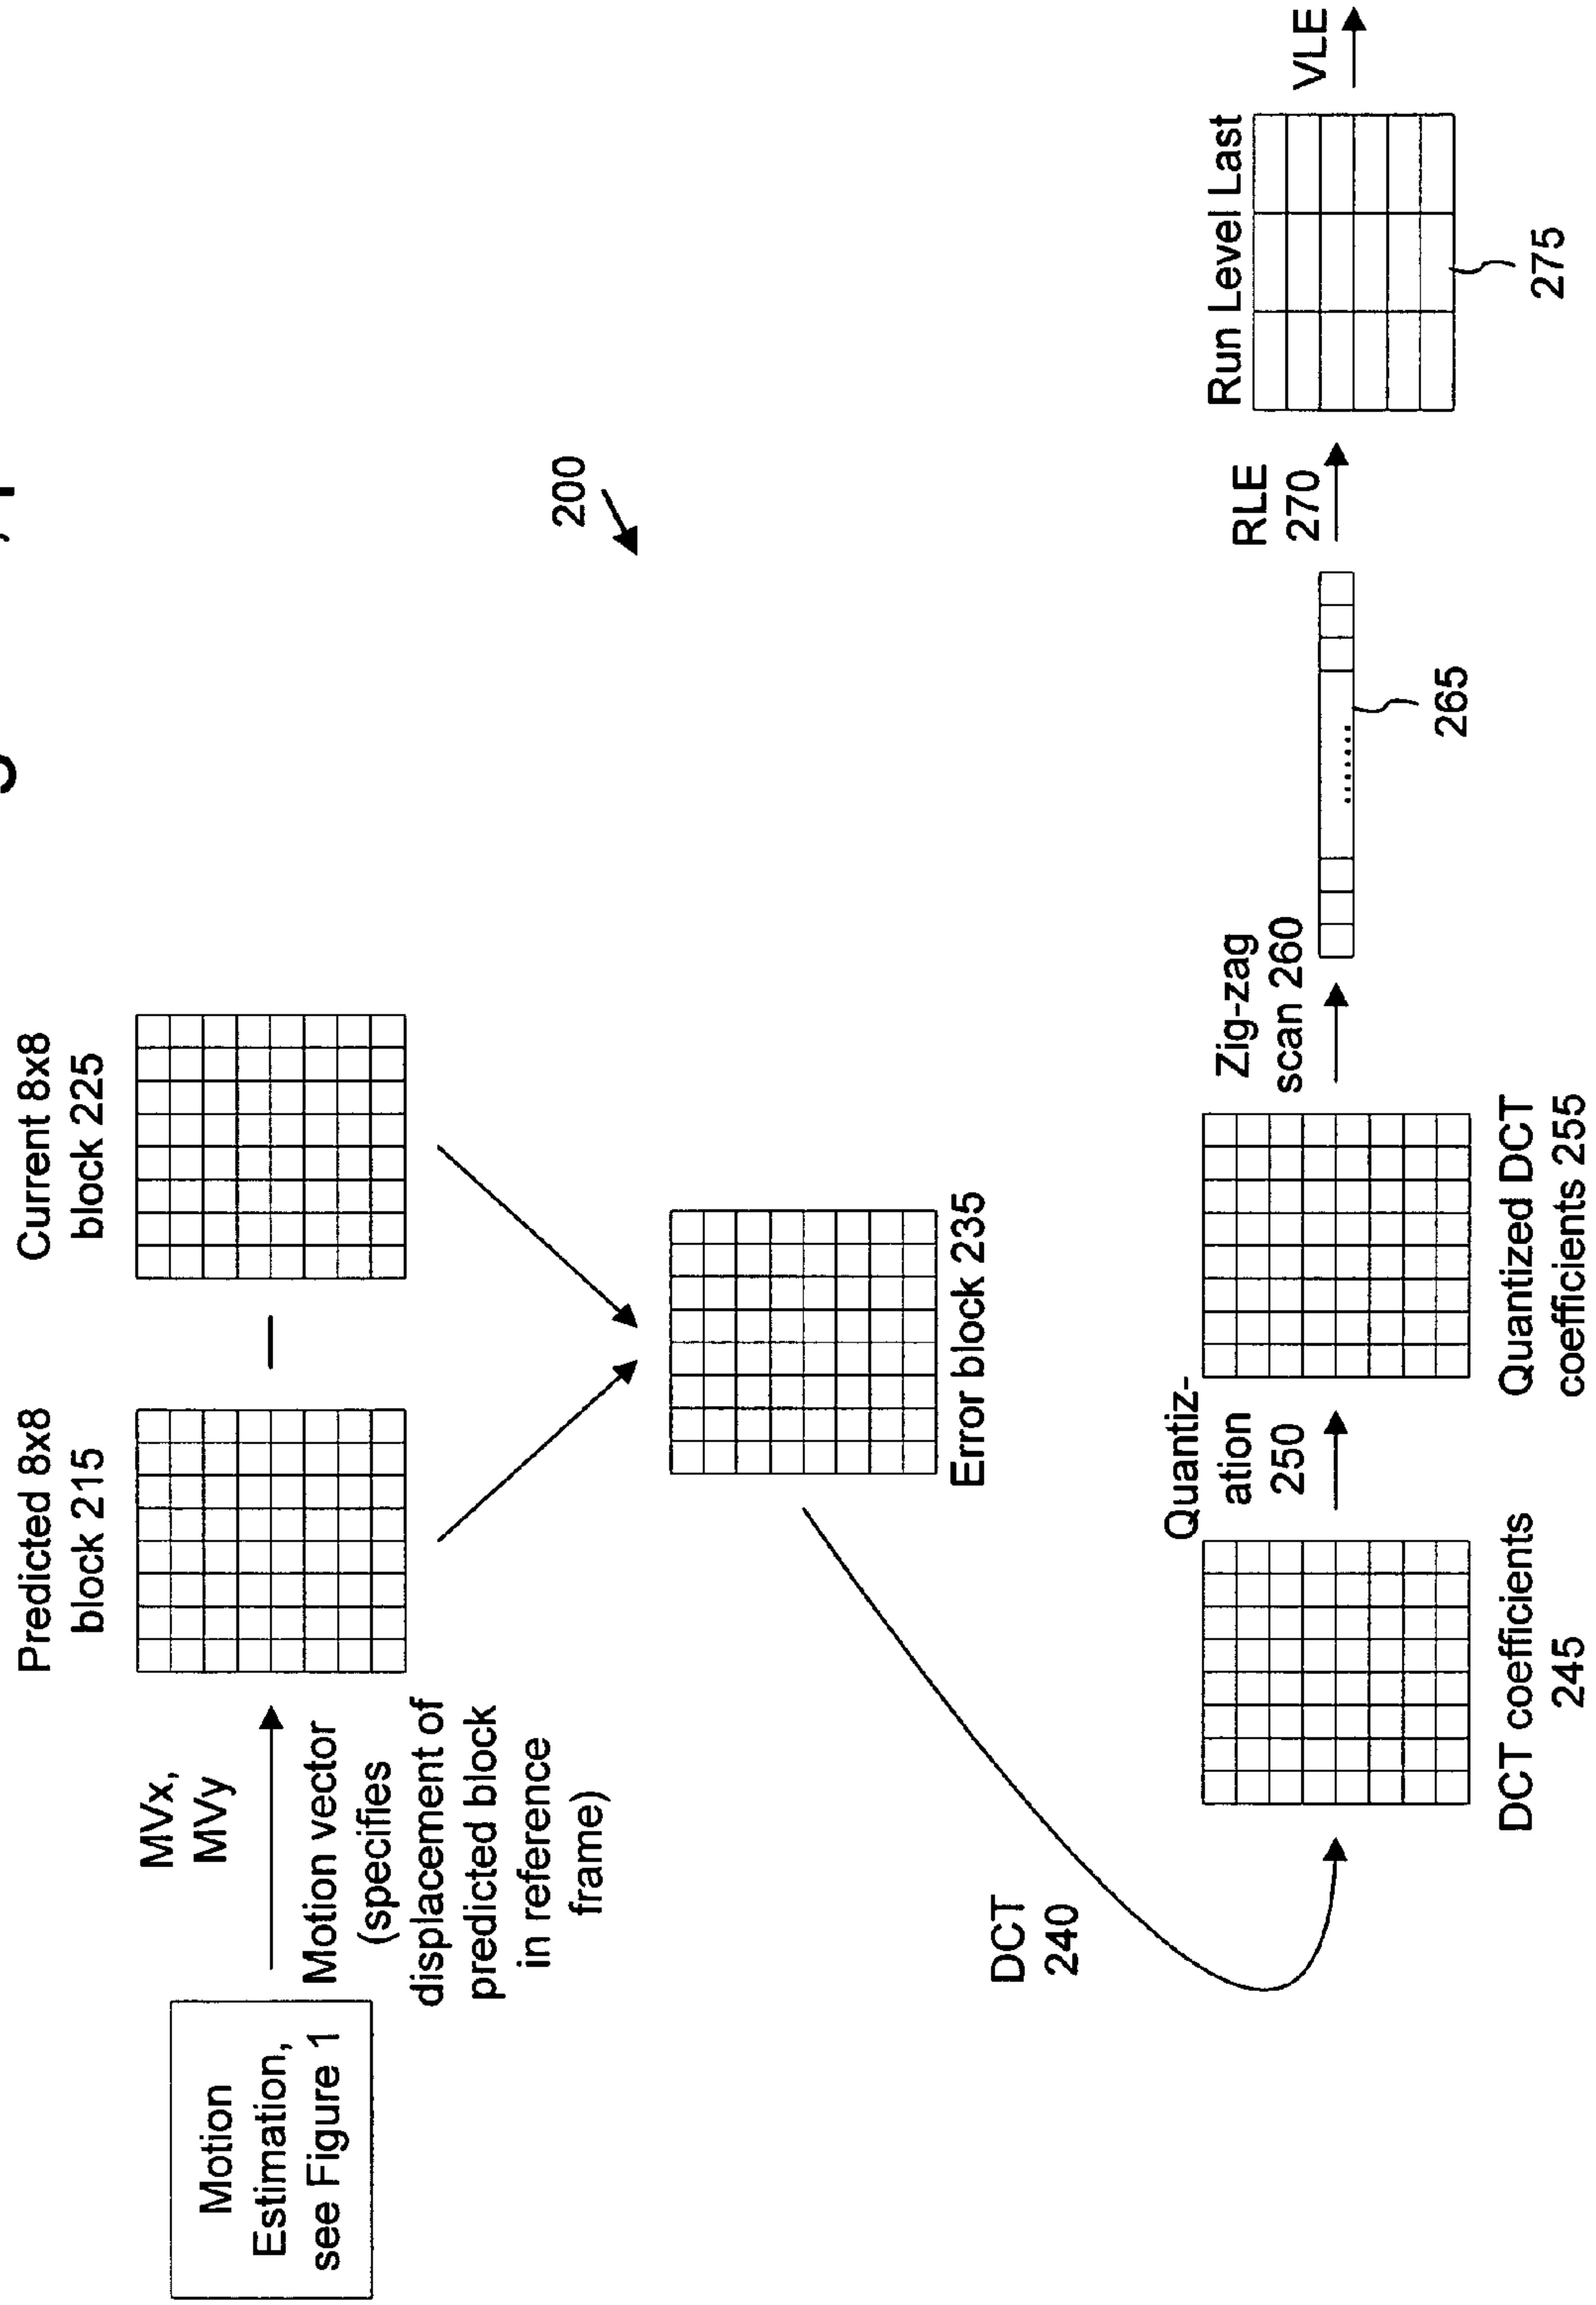 Predicted 8x8
block 215
Current 8x8
block 225
MVx,
MVy
Motion
Estimation,
see Figure 1
Motion vector
(specifies
displacement of
predicted block
in reference
frame)
200
Error block 235
DCT
240
Quantiz-
ation
250
Zig-zag
scan 260
RLE
270
Run Level Last
VLE
265
275
DCT coefficients
245
Quantized DCT
coefficients 255